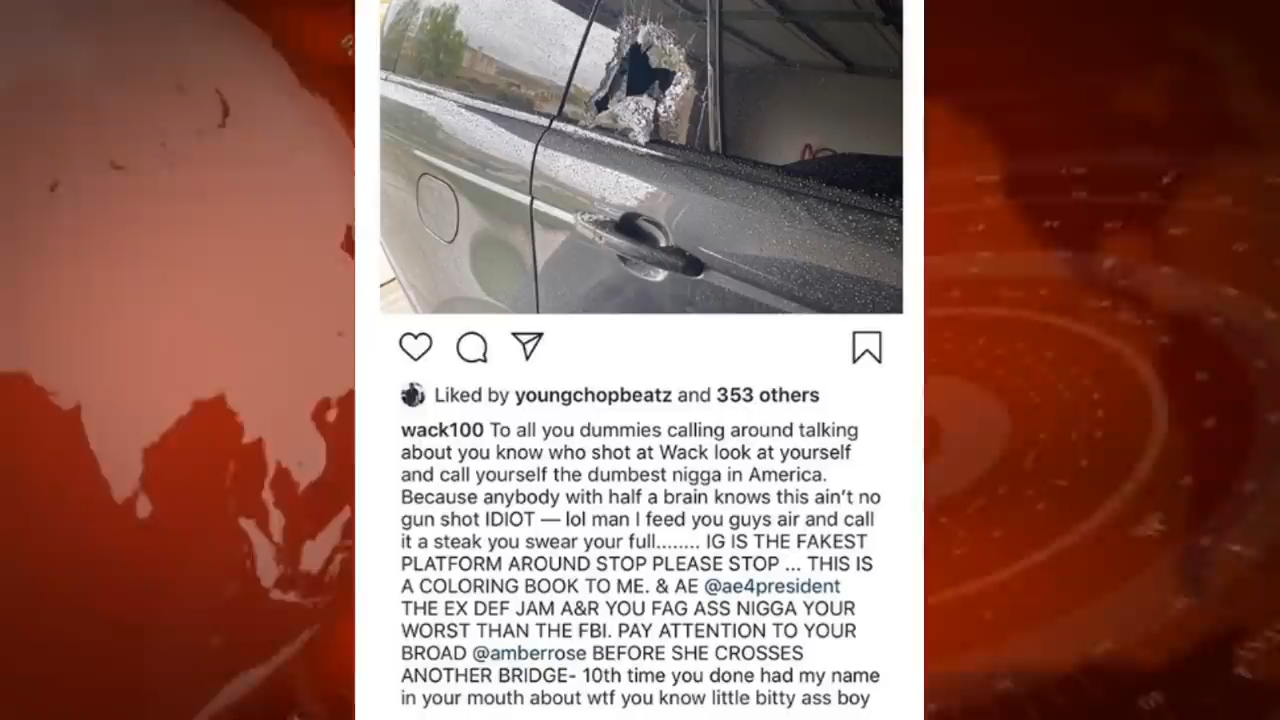 Liked by youngchopbeatz and 353 others
wack100 To all you dummies calling around talking
about you know who shot at Wack look at yourself
and call yourself the dumbest nigga in America.
Because anybody with half a brain knows this ain't no
gun shot IDIOT — lol man I feed you guys air and call
it a steak you swear your full........ IG IS THE FAKEST
PLATFORM AROUND STOP PLEASE STOP ... THIS IS
A COLORING BOOK TO ME. & AE @ae4president
THE EX DEF JAM A&R YOU FAG ASS NIGGA YOUR
WORST THAN THE FBI. PAY ATTENTION TO YOUR
BROAD @amberrose BEFORE SHE CROSSES
ANOTHER BRIDGE- 10th time you done had my name
in your mouth about wtf you know little bitty ass boy